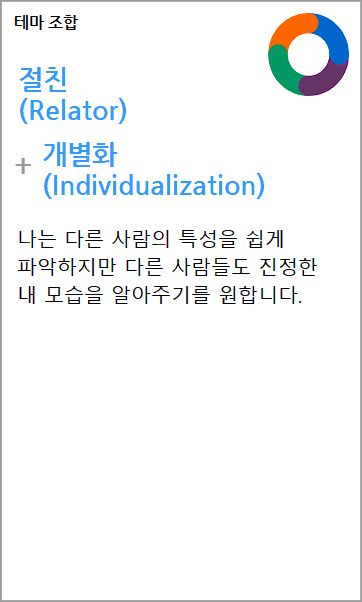 테마 조합
절친
(Relator)
+ 개별화
(Individualization)
나는 다른 사람의 특성을 쉽게
파악하지만 다른 사람들도 진정한
내 모습을 알아주기를 원합니다.